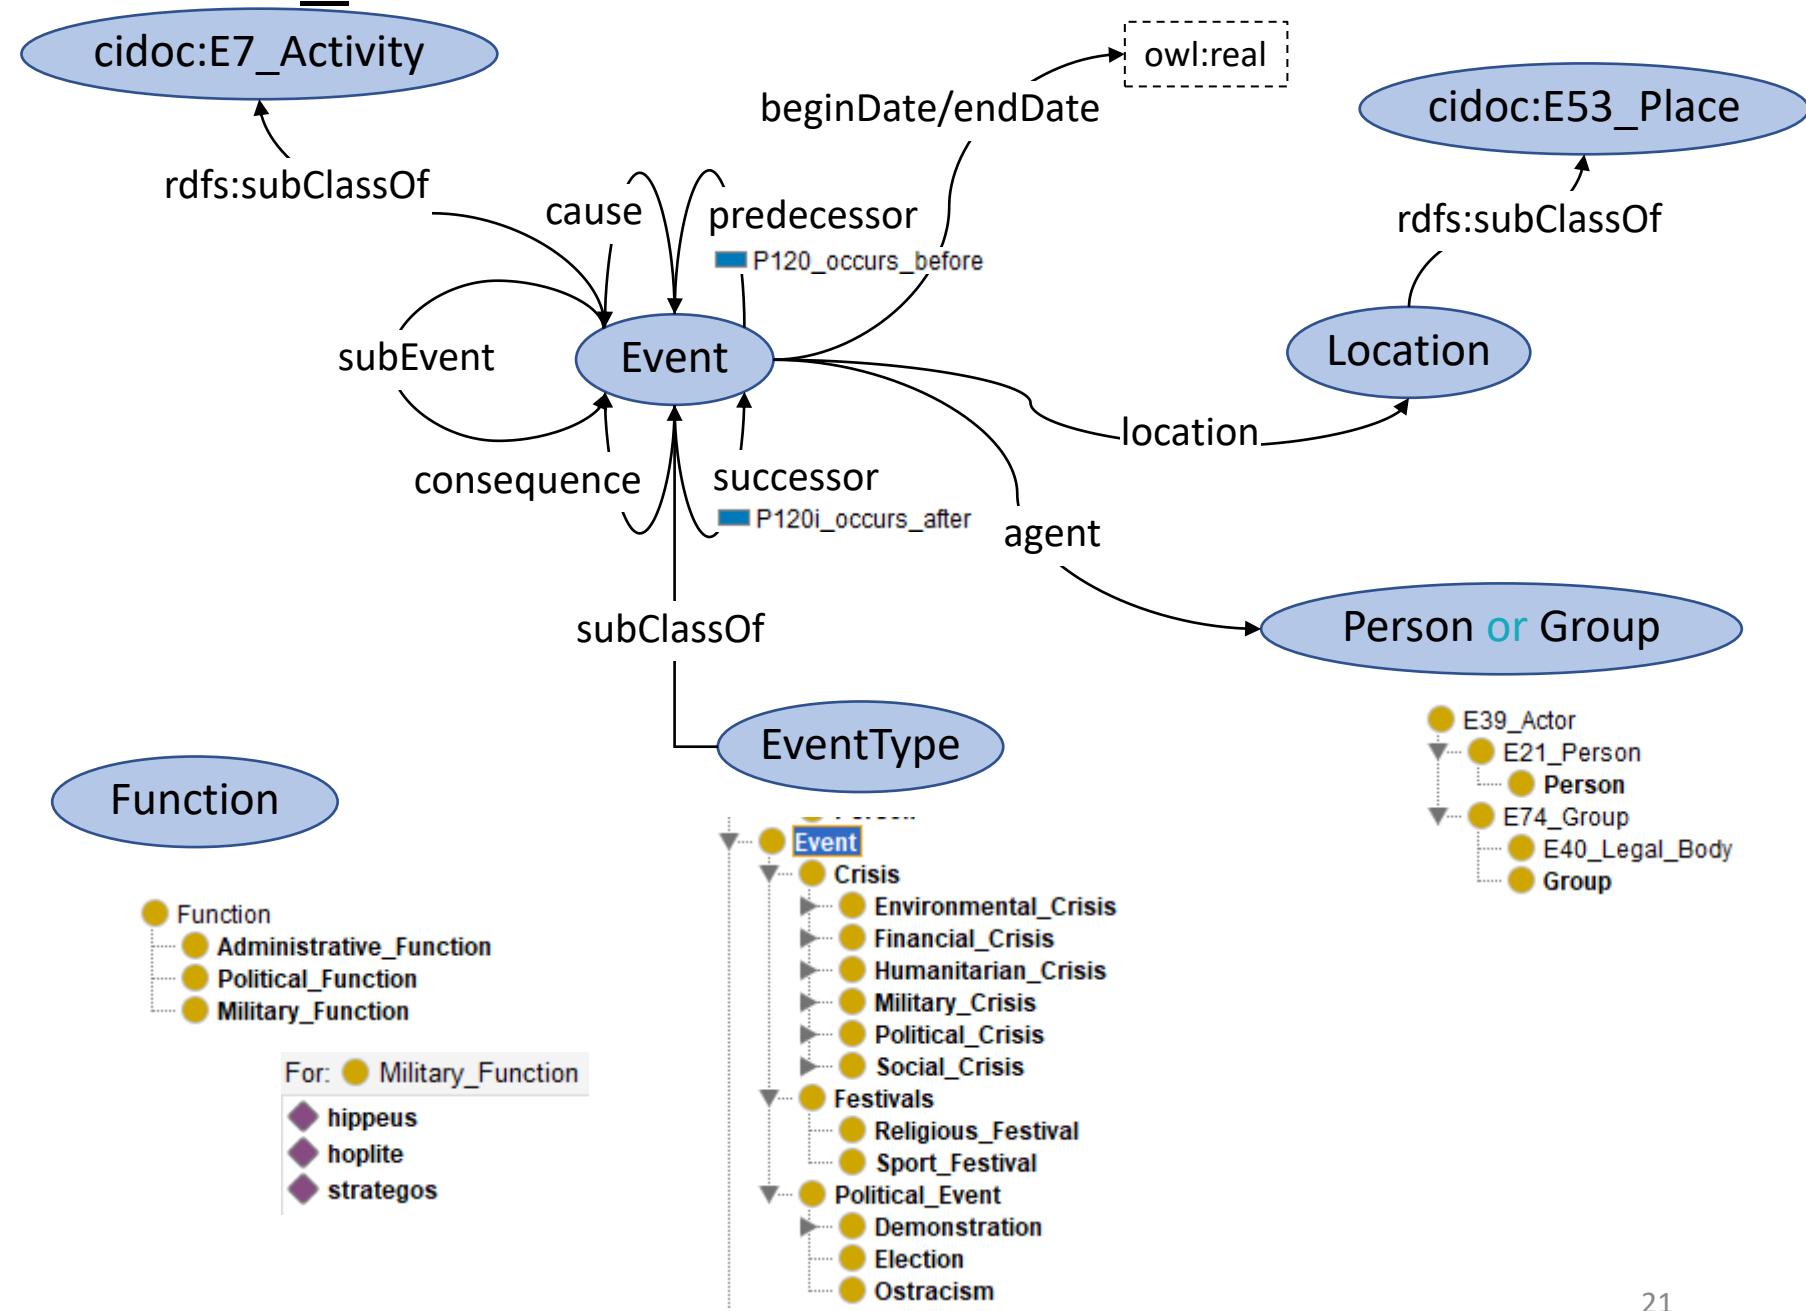 cidoc:E7_Activity
owl:real
beginDate/endDate
cidoc:E53_Place
rdfs:subClassOf
cause
predecessor
P120_occurs_before
rdfs:subClassOf
subEvent
Event
Location
location
consequence
successor
P120i_occurs_after
agent
subClassOf
Person or Group
EventType
Function
E39_Actor
E21_Person
Person
E74_Group
E40_Legal_Body
Group
Function
Administrative_Function
Political_Function
Military_Function
For: Military_Function
hippeus
hoplite
strategos
Event
Crisis
Environmental_Crisis
Financial_Crisis
Humanitarian_Crisis
Military_Crisis
Political_Crisis
Social_Crisis
Festivals
Religious_Festival
Sport_Festival
Political_Event
Demonstration
Election
Ostracism
21